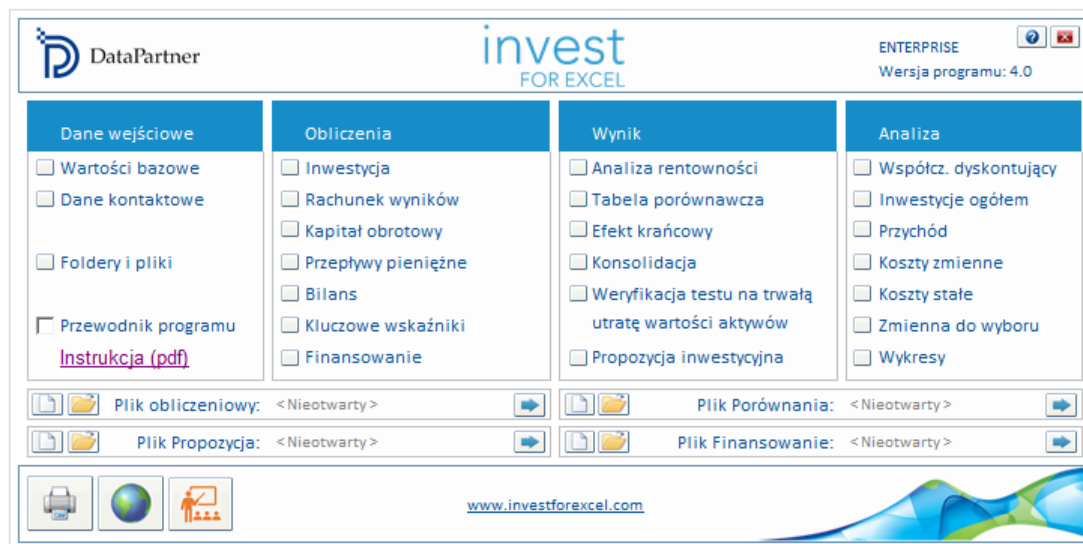 DataPartner
invest
FOR EXCEL
ENTERPRISE
Wersja programu: 4.0
Dane wejściowe
Wartości bazowe
Dane kontaktowe
Foldery i pliki
Przewodnik programu
Instrukcja (pdf)
Obliczenia
Inwestycja
Rachunek wyników
Kapitał obrotowy
Przepływy pieniężne
Bilans
Kluczowe wskaźniki
Finansowanie
Wynik
Analiza rentowności
Tabela porównawcza
Efekt krańcowy
Konsolidacja
Weryfikacja testu na trwałą
utratę wartości aktywów
Propozycja inwestycyjna
Analiza
Współcz. dyskontujący
Inwestycje ogółem
Przychód
Koszty zmienne
Koszty stałe
Zmienna do wyboru
Wykresy
Plik obliczeniowy: <Nieotwarty>
Plik Porównania: <Nieotwarty>
Plik Propozycja: <Nieotwarty>
Plik Finansowanie: <Nieotwarty>
www.investforexcel.com